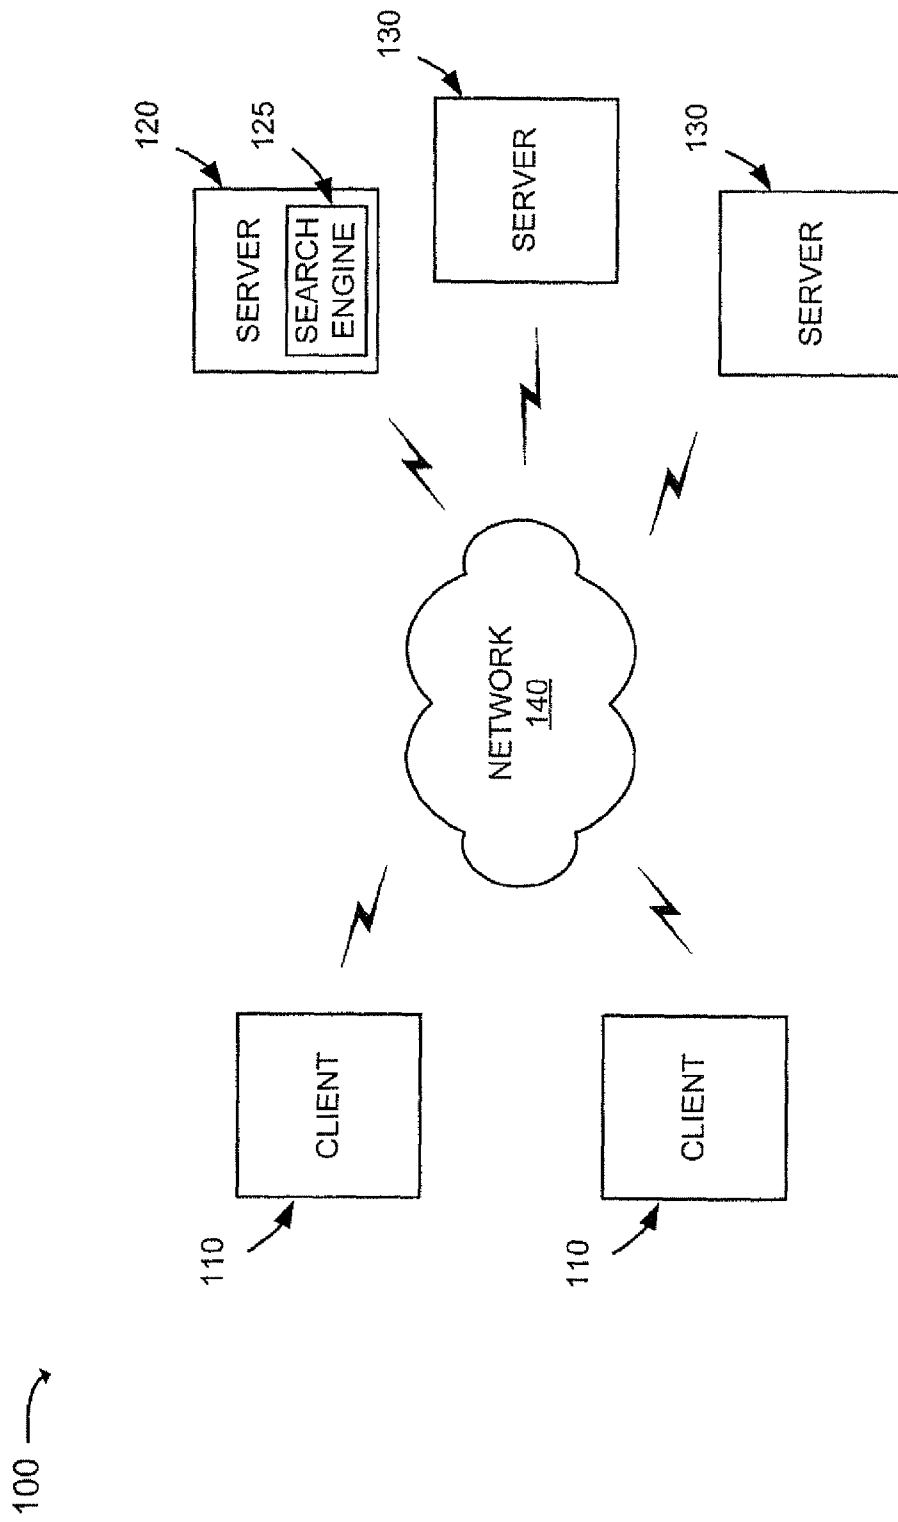 100
110
CLIENT
110
CLIENT
NETWORK
140
120
SERVER
125
SEARCH
ENGINE
130
SERVER
130
SERVER